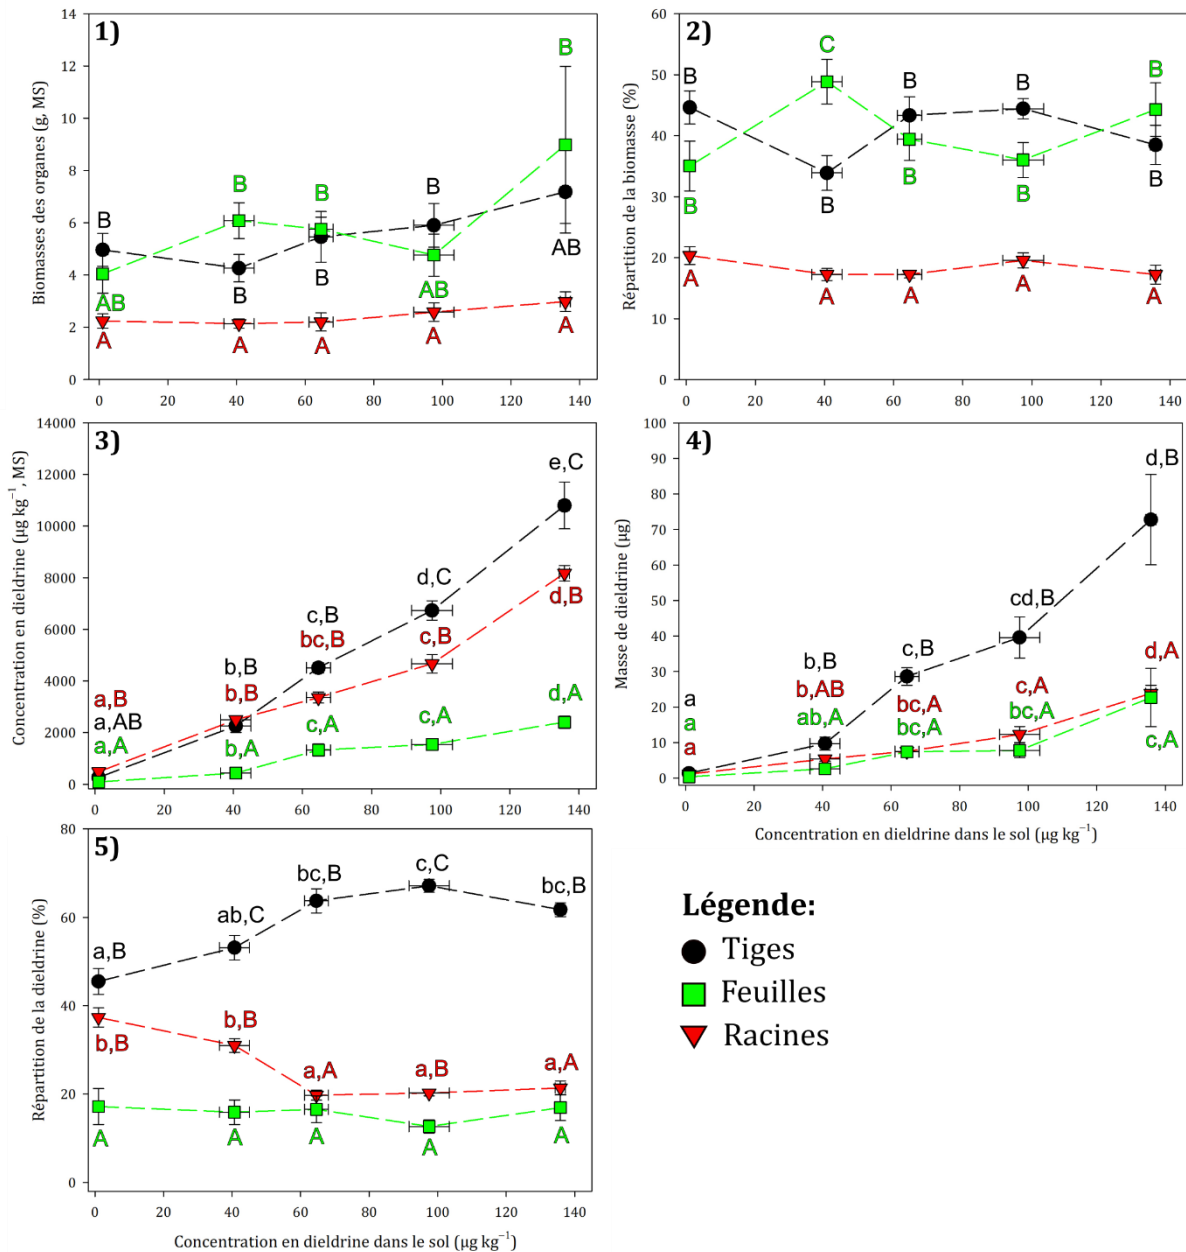 1)
Biomasses des organes (g, MS)
14
12
10
8
6
4
2
0
B
B
B
B
B
B
B
B
AB
AB
AB
A
A
A
A
A
0 20 40 60 80 100 120 140
2)
Répartition de la biomasse (%)
60
50
40
30
20
10
0
B
C
B
B
B
B
B
B
B
B
A
A
A
A
A
0 20 40 60 80 100 120 140
3)
Concentration en dieldrine (µg kg⁻¹, MS)
14000
12000
10000
8000
6000
4000
2000
0
e,C
d,C
d,B
c,B
bc,B
c,B
b,B
b,B
a,B
a,AB
a,A
b,A
c,A
c,A
d,A
0 20 40 60 80 100 120 140
4)
Masse de dieldrine (µg)
100
90
80
70
60
50
40
30
20
10
0
d,B
cd,B
c,B
b,B
b,AB
ab,A
a
a
a
bc,A
bc,A
c,A
bc,A
d,A
c,A
0 20 40 60 80 100 120 140
Concentration en dieldrine dans le sol (µg kg⁻¹)
5)
Répartition de la dieldrine (%)
80
60
40
20
0
a,B
ab,C
bc,B
c,C
bc,B
b,B
b,B
a,A
a,B
a,A
A
A
A
A
A
0 20 40 60 80 100 120 140
Concentration en dieldrine dans le sol (µg kg⁻¹)
Légende:
Tiges
Feuilles
Racines